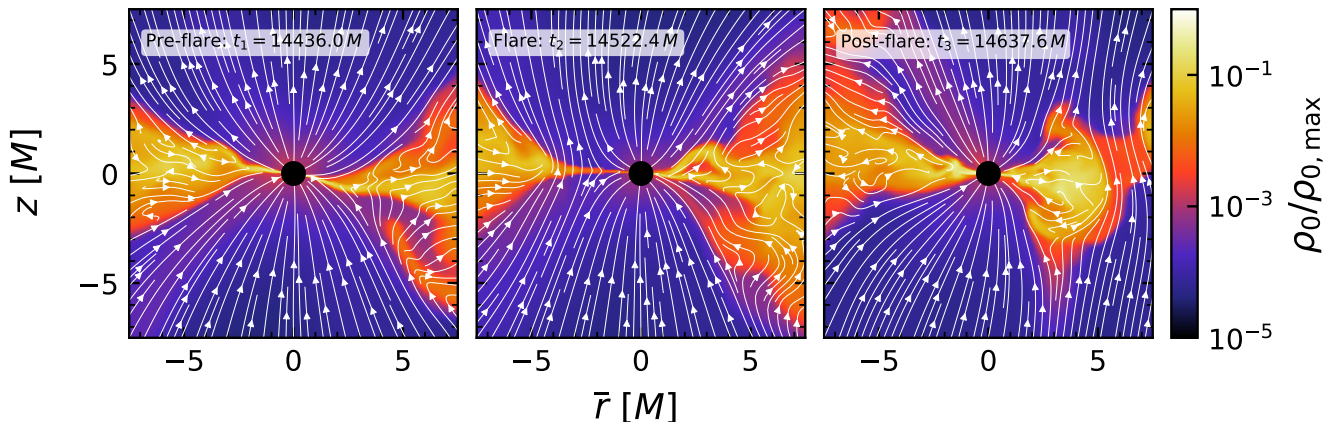 Pre-flare: t₁ = 14436.0 M
Flare: t₂ = 14522.4 M
Post-flare: t₃ = 14637.6 M
5
0
−5
z [M]
−5 0 5
−5 0 5
−5 0 5
r̄ [M]
10⁻¹
10⁻³
10⁻⁵
ρ₀/ρ₀, max